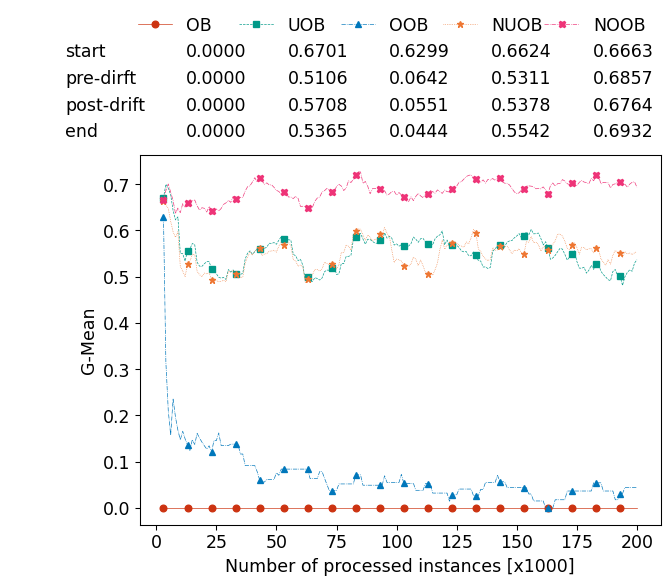 OB UOB OOB NUOB NOOB
start 0.0000 0.6701 0.6299 0.6624 0.6663
pre-dirft 0.0000 0.5106 0.0642 0.5311 0.6857
post-drift 0.0000 0.5708 0.0551 0.5378 0.6764
end 0.0000 0.5365 0.0444 0.5542 0.6932
0.7
0.6
0.5
0.4
0.3
0.2
0.1
0.0
G-Mean
0 25 50 75 100 125 150 175 200
Number of processed instances [x1000]